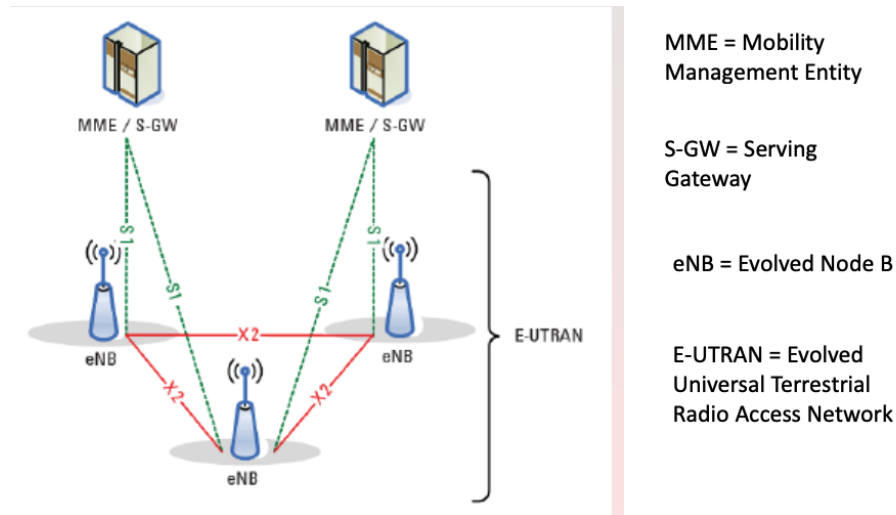 MME / S-GW
MME / S-GW
S1
S1
S1
S1
eNB
X2
eNB
X2
X2
eNB
E-UTRAN
MME = Mobility
Management Entity
S-GW = Serving
Gateway
eNB = Evolved Node B
E-UTRAN = Evolved
Universal Terrestrial
Radio Access Network